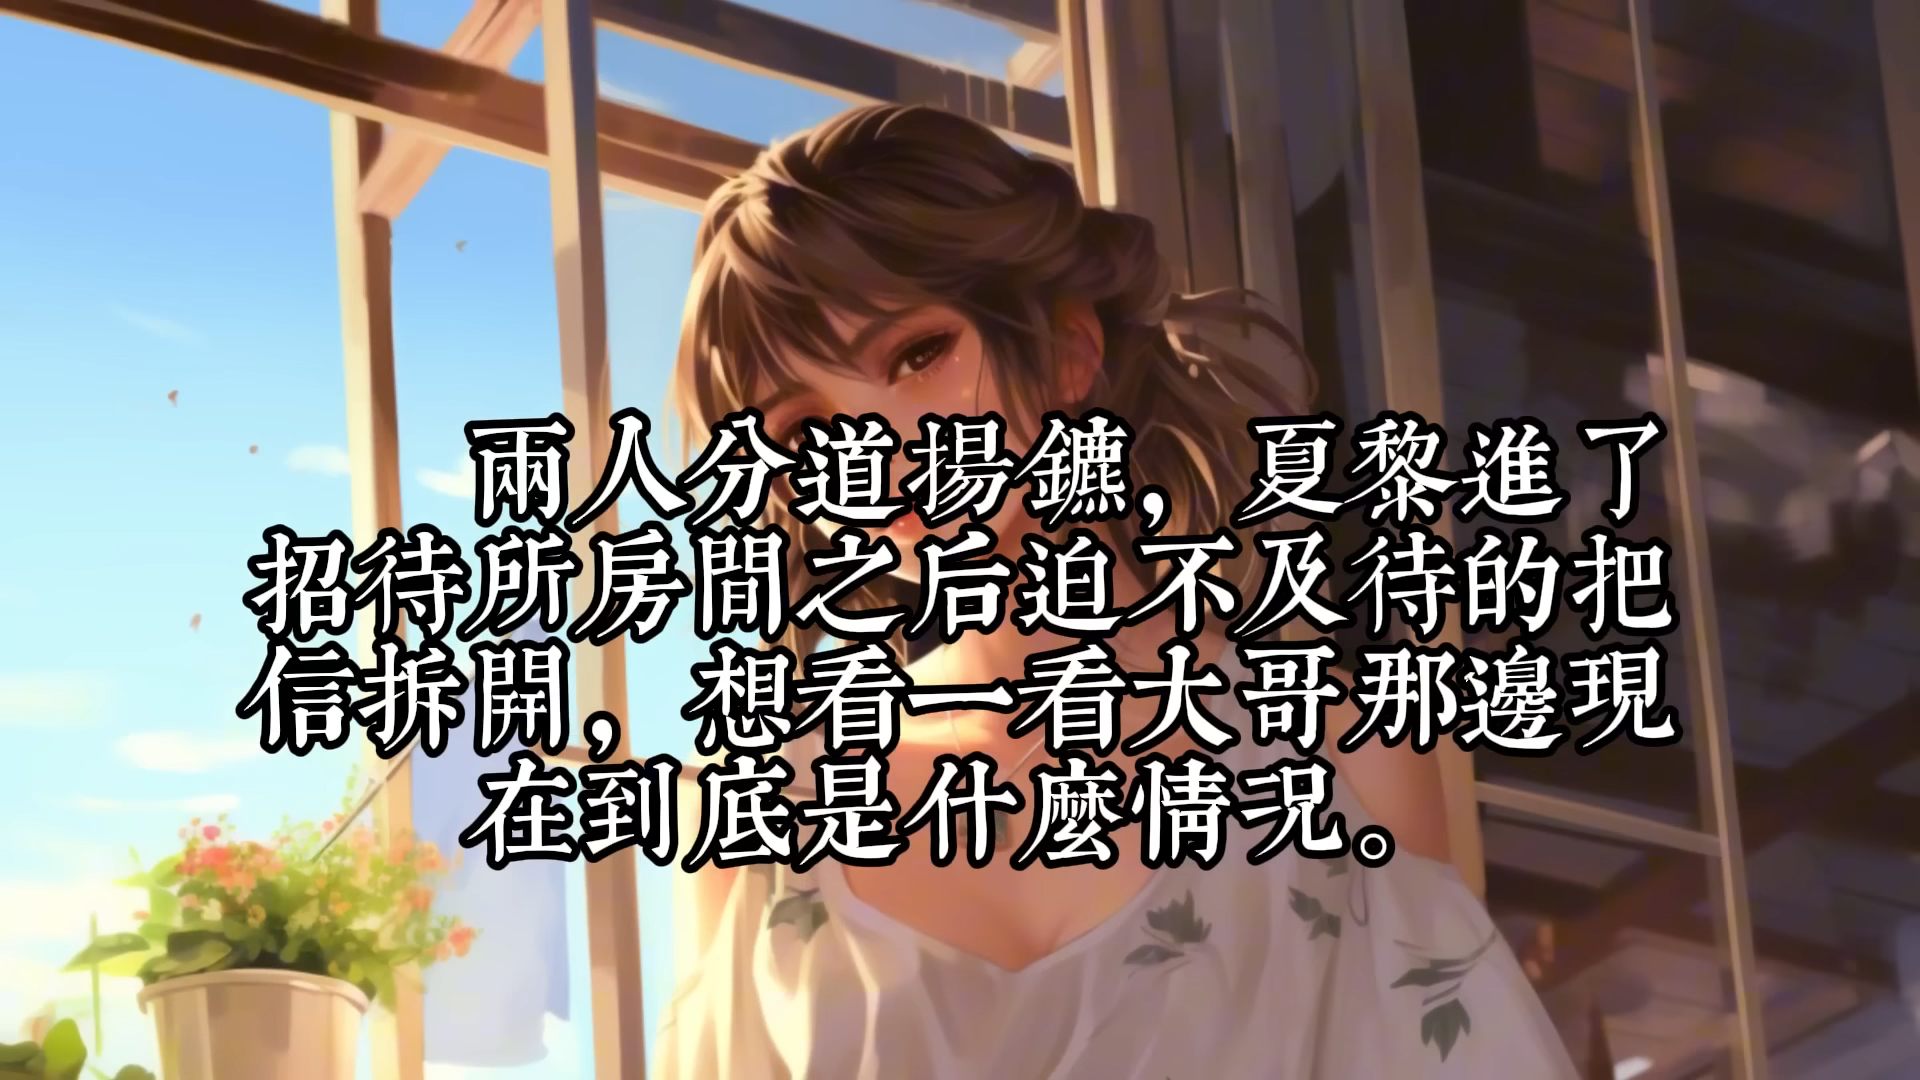 兩人分道揚鑣，夏黎進了
招待所房間之后迫不及待的把
信拆開，想看一看大哥那邊現
在到底是什麼情況。